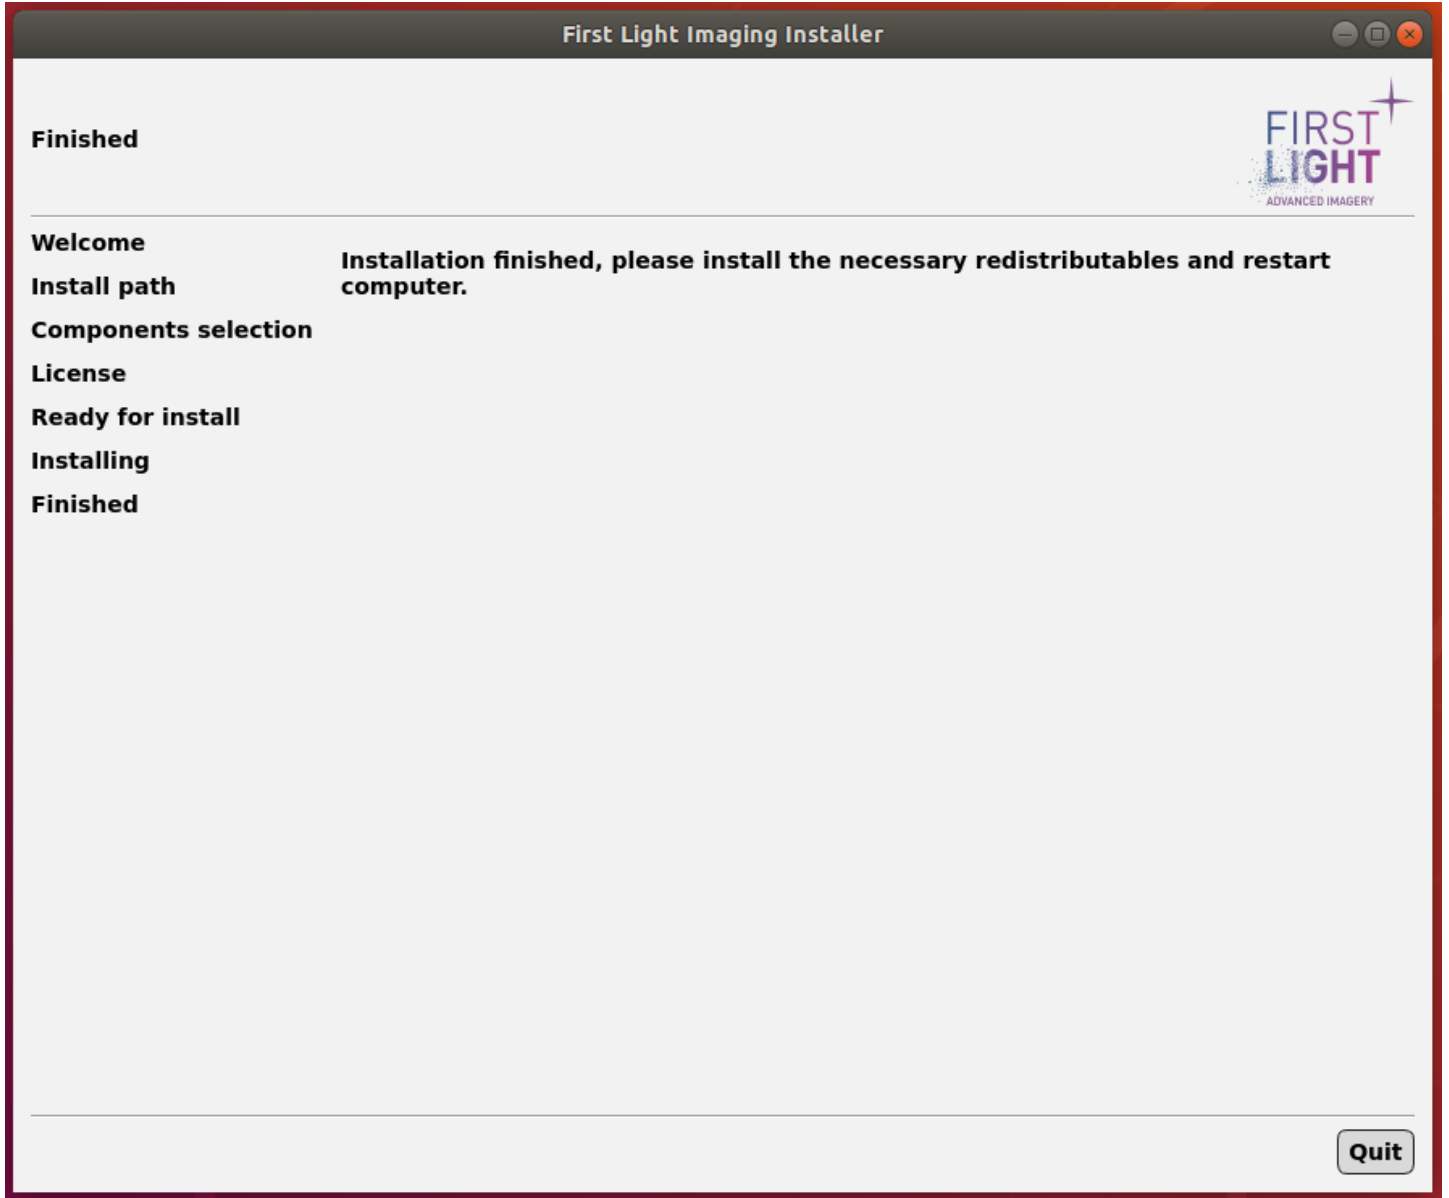 First Light Imaging Installer
Finished
FIRST
LIGHT
ADVANCED IMAGERY
Welcome
Install path
Components selection
License
Ready for install
Installing
Finished
Installation finished, please install the necessary redistributables and restart
computer.
Quit